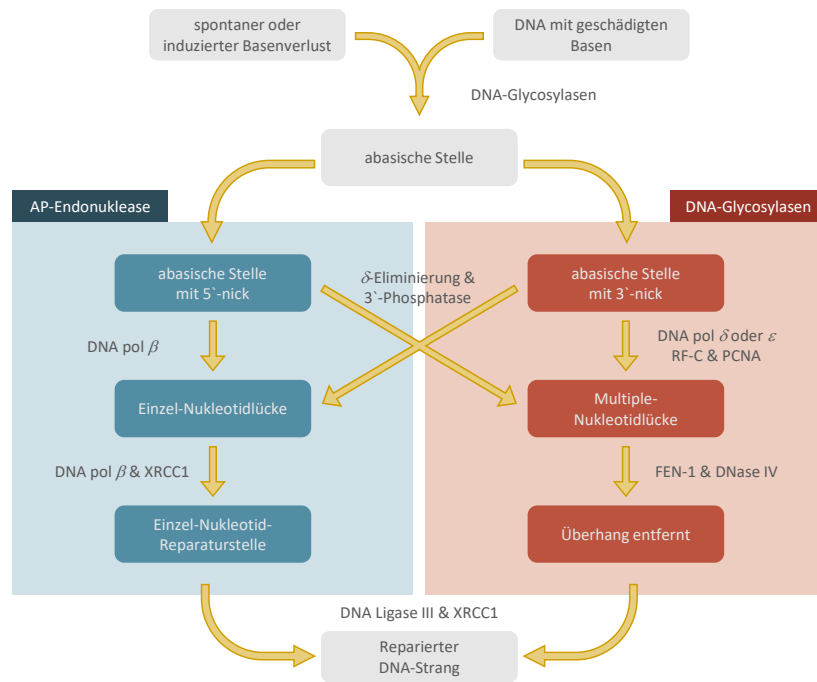 spontaner oder
induzierter Basenverlust
DNA mit geschädigten
Basen
DNA-Glycosylasen
abasische Stelle
AP-Endonuklease
DNA-Glycosylasen
abasische Stelle
mit 5`-nick
δ-Eliminierung &
3`-Phosphatase
abasische Stelle
mit 3`-nick
DNA pol β
DNA pol δ oder ε
RF-C & PCNA
Einzel-Nukleotidlücke
Multiple-
Nukleotidlücke
DNA pol β & XRCC1
FEN-1 & DNase IV
Einzel-Nukleotid-
Reparaturstelle
Überhang entfernt
DNA Ligase III & XRCC1
Reparierter
DNA-Strang